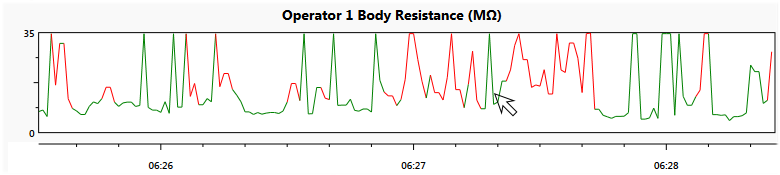 Operator 1 Body Resistance (MΩ)
35
0
06:26 06:27 06:28